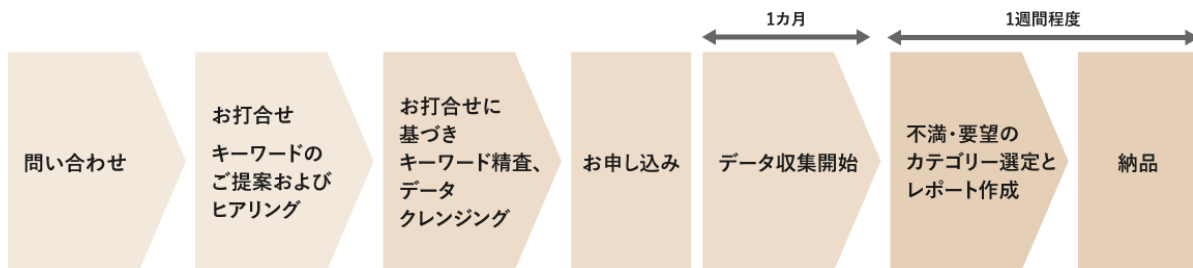 1カ月
1週間程度
問い合わせ
お打合せ
キーワードの
ご提案および
ヒアリング
お打合せに
基づき
キーワード精査、
データ
クレンジング
お申し込み
データ収集開始
不満・要望の
カテゴリー選定と
レポート作成
納品